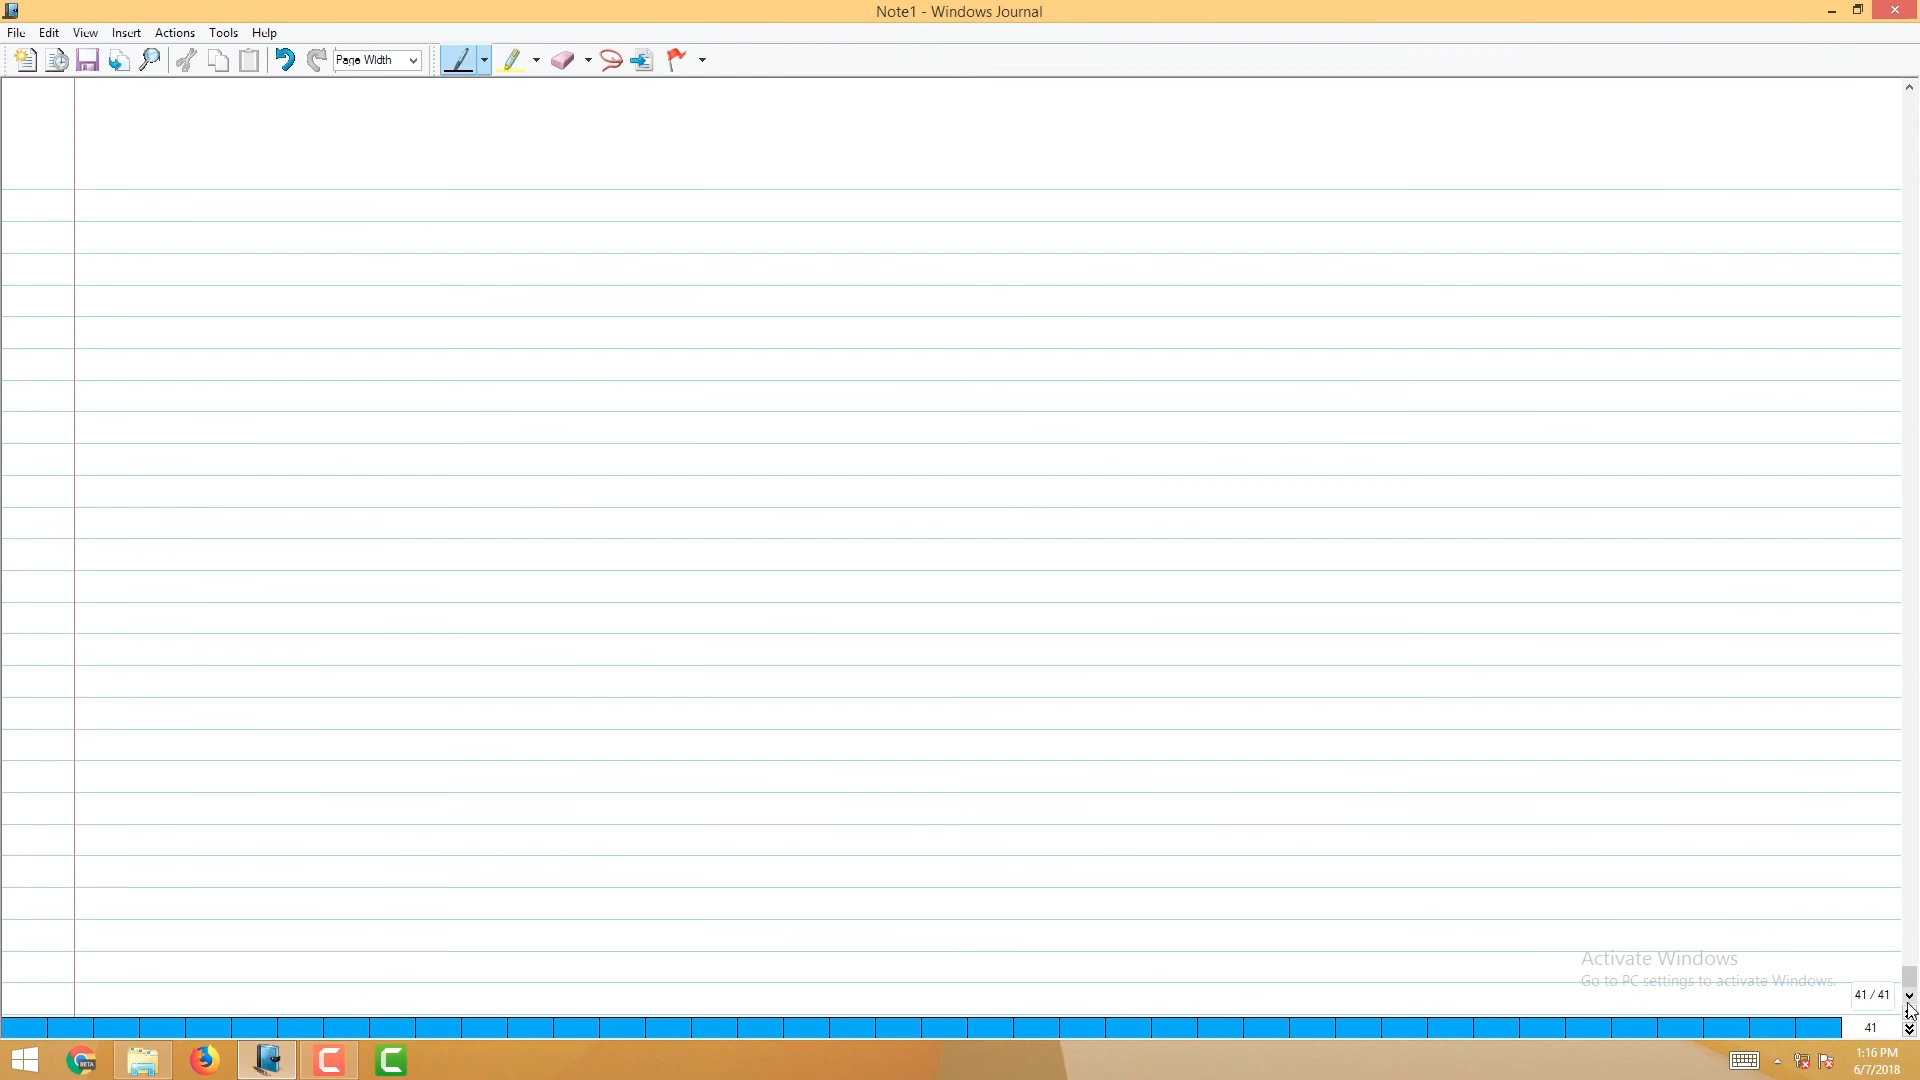 Note1 - Windows Journal
File Edit View Insert Actions Tools Help
Page Width
Activate Windows
Go to PC settings to activate Windows.
41 / 41
41
BETA
1:16 PM
6/7/2018